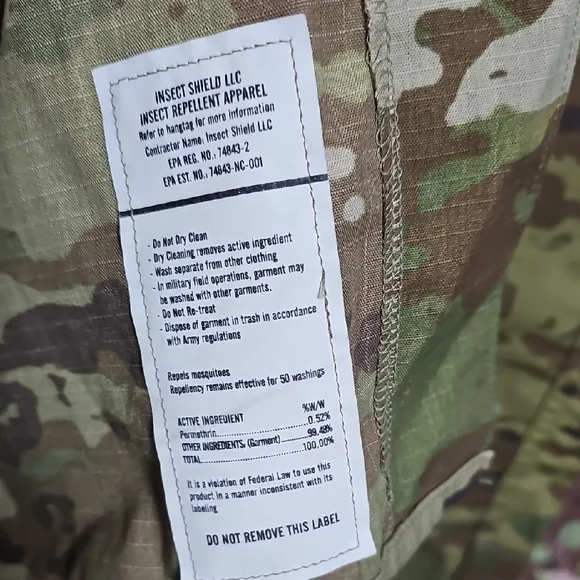 INSECT SHIELD LLC
INSECT REPELLENT APPAREL
Refer to hangtag for more information
Contractor Name: Insect Shield LLC
EPA REG. NO.: 74843-2
EPA EST. NO.: 74843-NC-001
- Do Not Dry Clean
- Dry Cleaning removes active ingredient
- Wash separate from other clothing
- In military field operations, garment may
be washed with other garments.
- Do Not Re-treat
- Dispose of garment in trash in accordance
with Army regulations
Repels mosquitoes
Repellency remains effective for 50 washings
ACTIVE INGREDIENT %W/W
Permethrin..........................0.52%
OTHER INGREDIENTS: (Garment)..........99.48%
TOTAL..............................100.00%
It is a violation of Federal Law to use this
product in a manner inconsistent with its
labeling
DO NOT REMOVE THIS LABEL